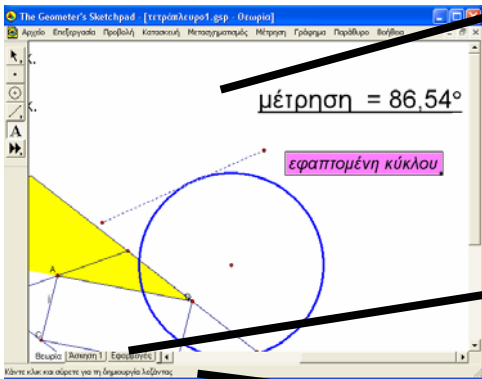 The Geometer's Sketchpad - [τετράπλευρο1.gsp - Θεωρία]
Αρχείο Επεξεργασία Προβολή Κατασκευή Μετασχηματισμός Μέτρηση Γράφημα Παράθυρο Βοήθεια
κ.
μέτρηση = 86,54°
κ.
A
εφαπτομένη κύκλου
A
B
C
Θεωρία Άσκηση 1 Εφαρμογές
Κάντε κλικ και σύρετε για τη δημιουργία λεζάντας